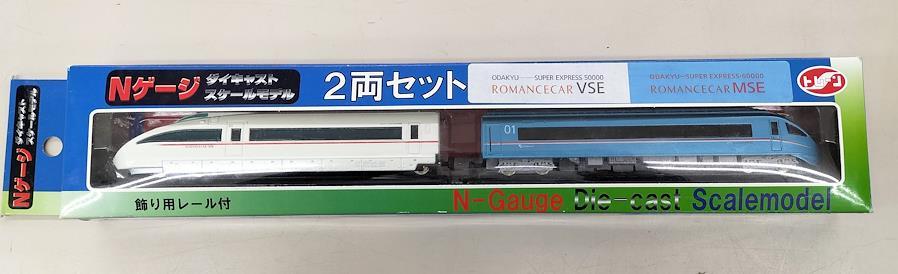 Nゲージ
ダイキャスト
スケールモデル
Nゲージ
ダイキャスト
スケールモデル
2両セット
ODAKYU—SUPER EXPRESS 50000
ROMANCECAR VSE
ODAKYU—SUPER EXPRESS 60000
ROMANCECAR MSE
トレーン
01
飾り用レール付
N-Gauge Die-cast Scalemodel